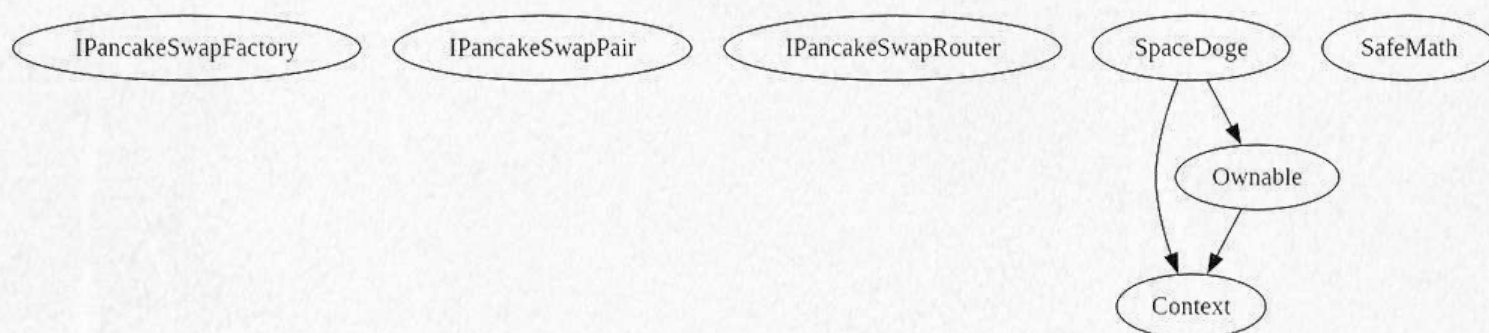 IPancakeSwapFactory IPancakeSwapPair IPancakeSwapRouter SpaceDoge SafeMath
Ownable
Context